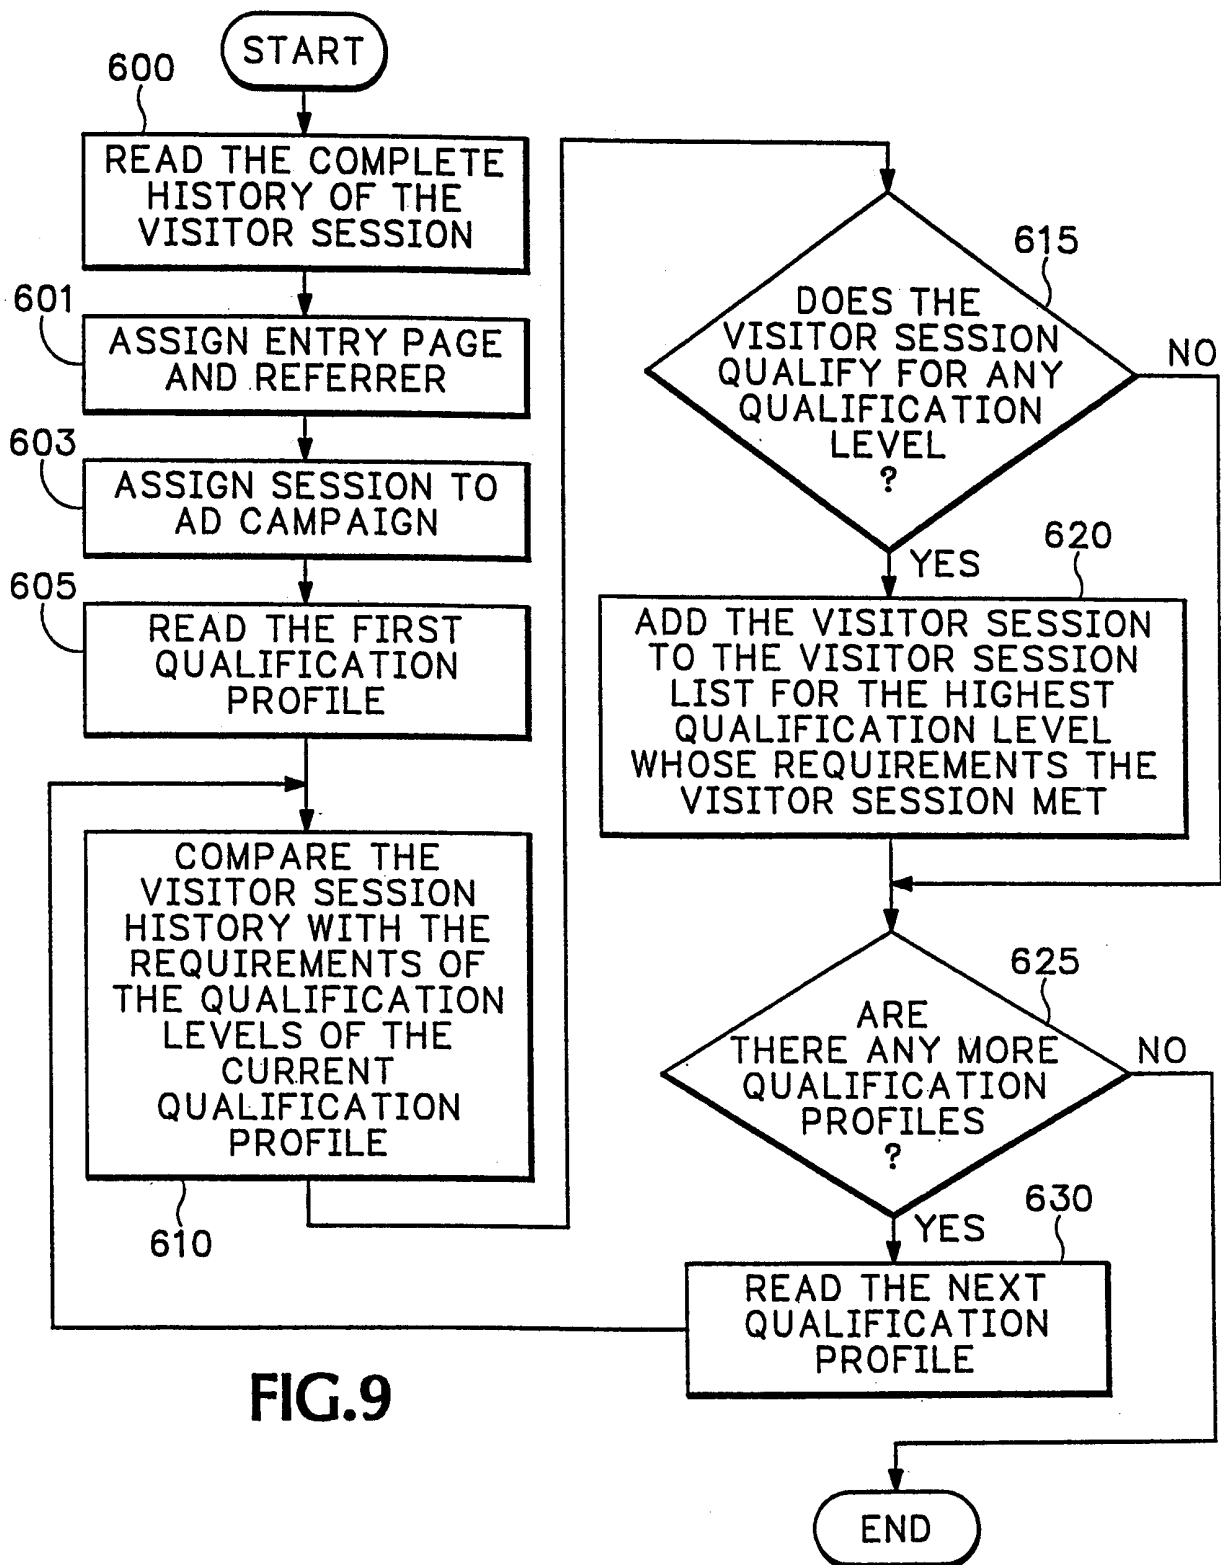 START
600
READ THE COMPLETE
HISTORY OF THE
VISITOR SESSION
601
ASSIGN ENTRY PAGE
AND REFERRER
603
ASSIGN SESSION TO
AD CAMPAIGN
605
READ THE FIRST
QUALIFICATION
PROFILE
COMPARE THE
VISITOR SESSION
HISTORY WITH THE
REQUIREMENTS OF
THE QUALIFICATION
LEVELS OF THE
CURRENT
QUALIFICATION
PROFILE
610
615
DOES THE
VISITOR SESSION
QUALIFY FOR ANY
QUALIFICATION
LEVEL
?
NO
YES
620
ADD THE VISITOR SESSION
TO THE VISITOR SESSION
LIST FOR THE HIGHEST
QUALIFICATION LEVEL
WHOSE REQUIREMENTS THE
VISITOR SESSION MET
625
ARE
THERE ANY MORE
QUALIFICATION
PROFILES
?
NO
YES
630
READ THE NEXT
QUALIFICATION
PROFILE
END
FIG.9